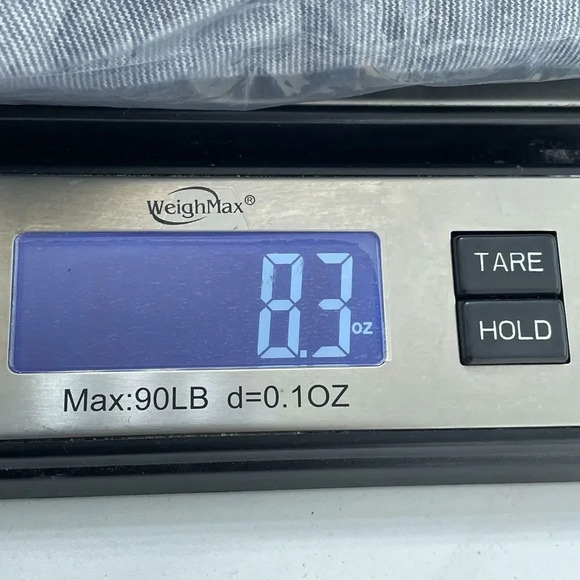 WeighMax®
8.3 oz
TARE
HOLD
Max:90LB d=0.1OZ